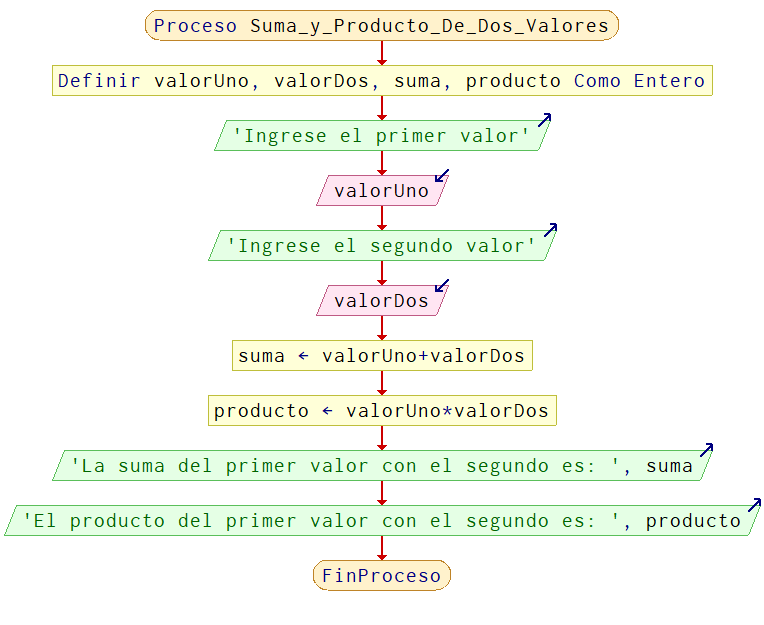 Proceso Suma_y_Producto_De_Dos_Valores
Definir valorUno, valorDos, suma, producto Como Entero
'Ingrese el primer valor'
valorUno
'Ingrese el segundo valor'
valorDos
suma ← valorUno+valorDos
producto ← valorUno*valorDos
'La suma del primer valor con el segundo es: ', suma
'El producto del primer valor con el segundo es: ', producto
FinProceso